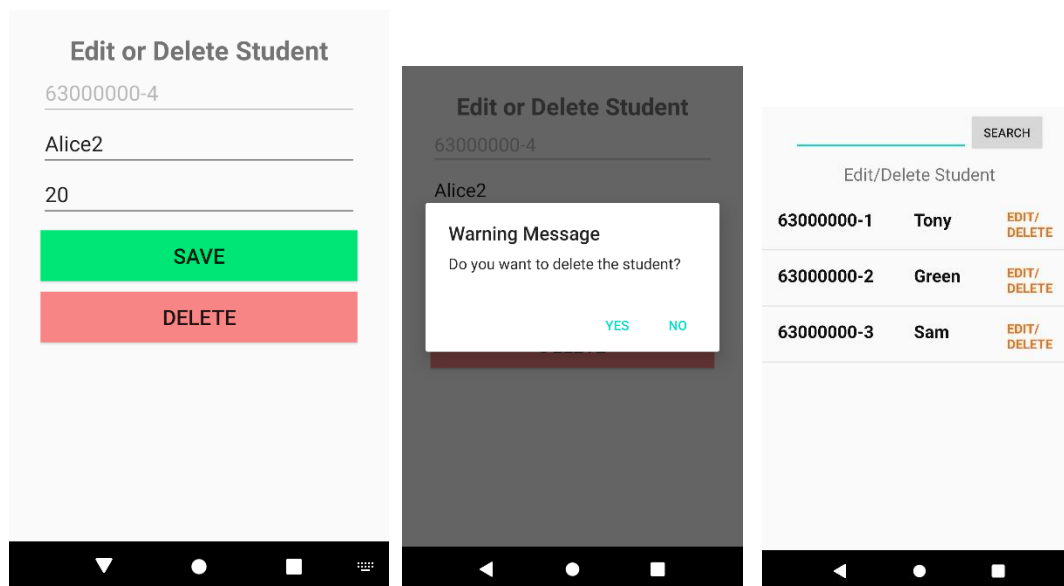 Edit or Delete Student
63000000-4
Alice2
20
SAVE
DELETE
Edit or Delete Student
63000000-4
Alice2
Warning Message
Do you want to delete the student?
YES NO
DELETE
SEARCH
Edit/Delete Student
63000000-1 Tony EDIT/
DELETE
63000000-2 Green EDIT/
DELETE
63000000-3 Sam EDIT/
DELETE